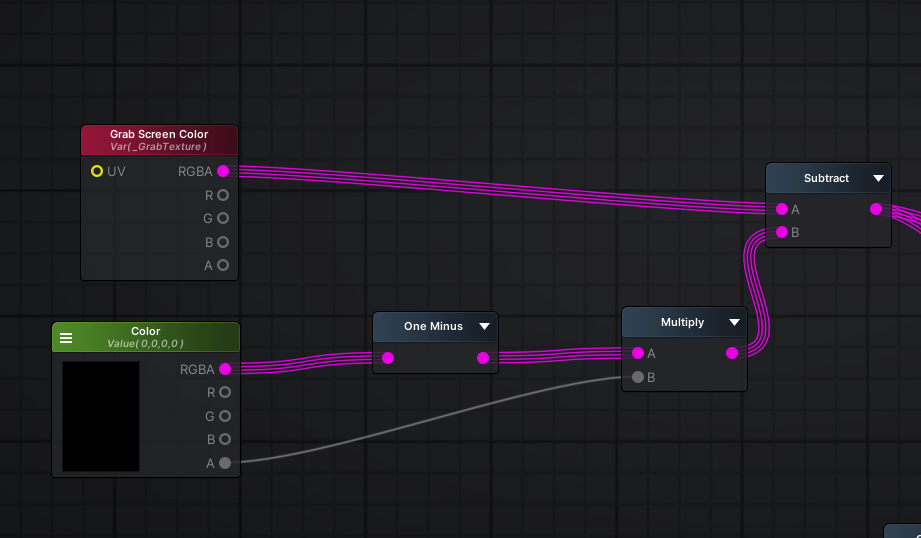 Grab Screen Color
Var( _GrabTexture )
UV RGBA
R
G
B
A
Subtract
A
B
Color
Value( 0,0,0,0 )
RGBA
R
G
B
A
One Minus
Multiply
A
B